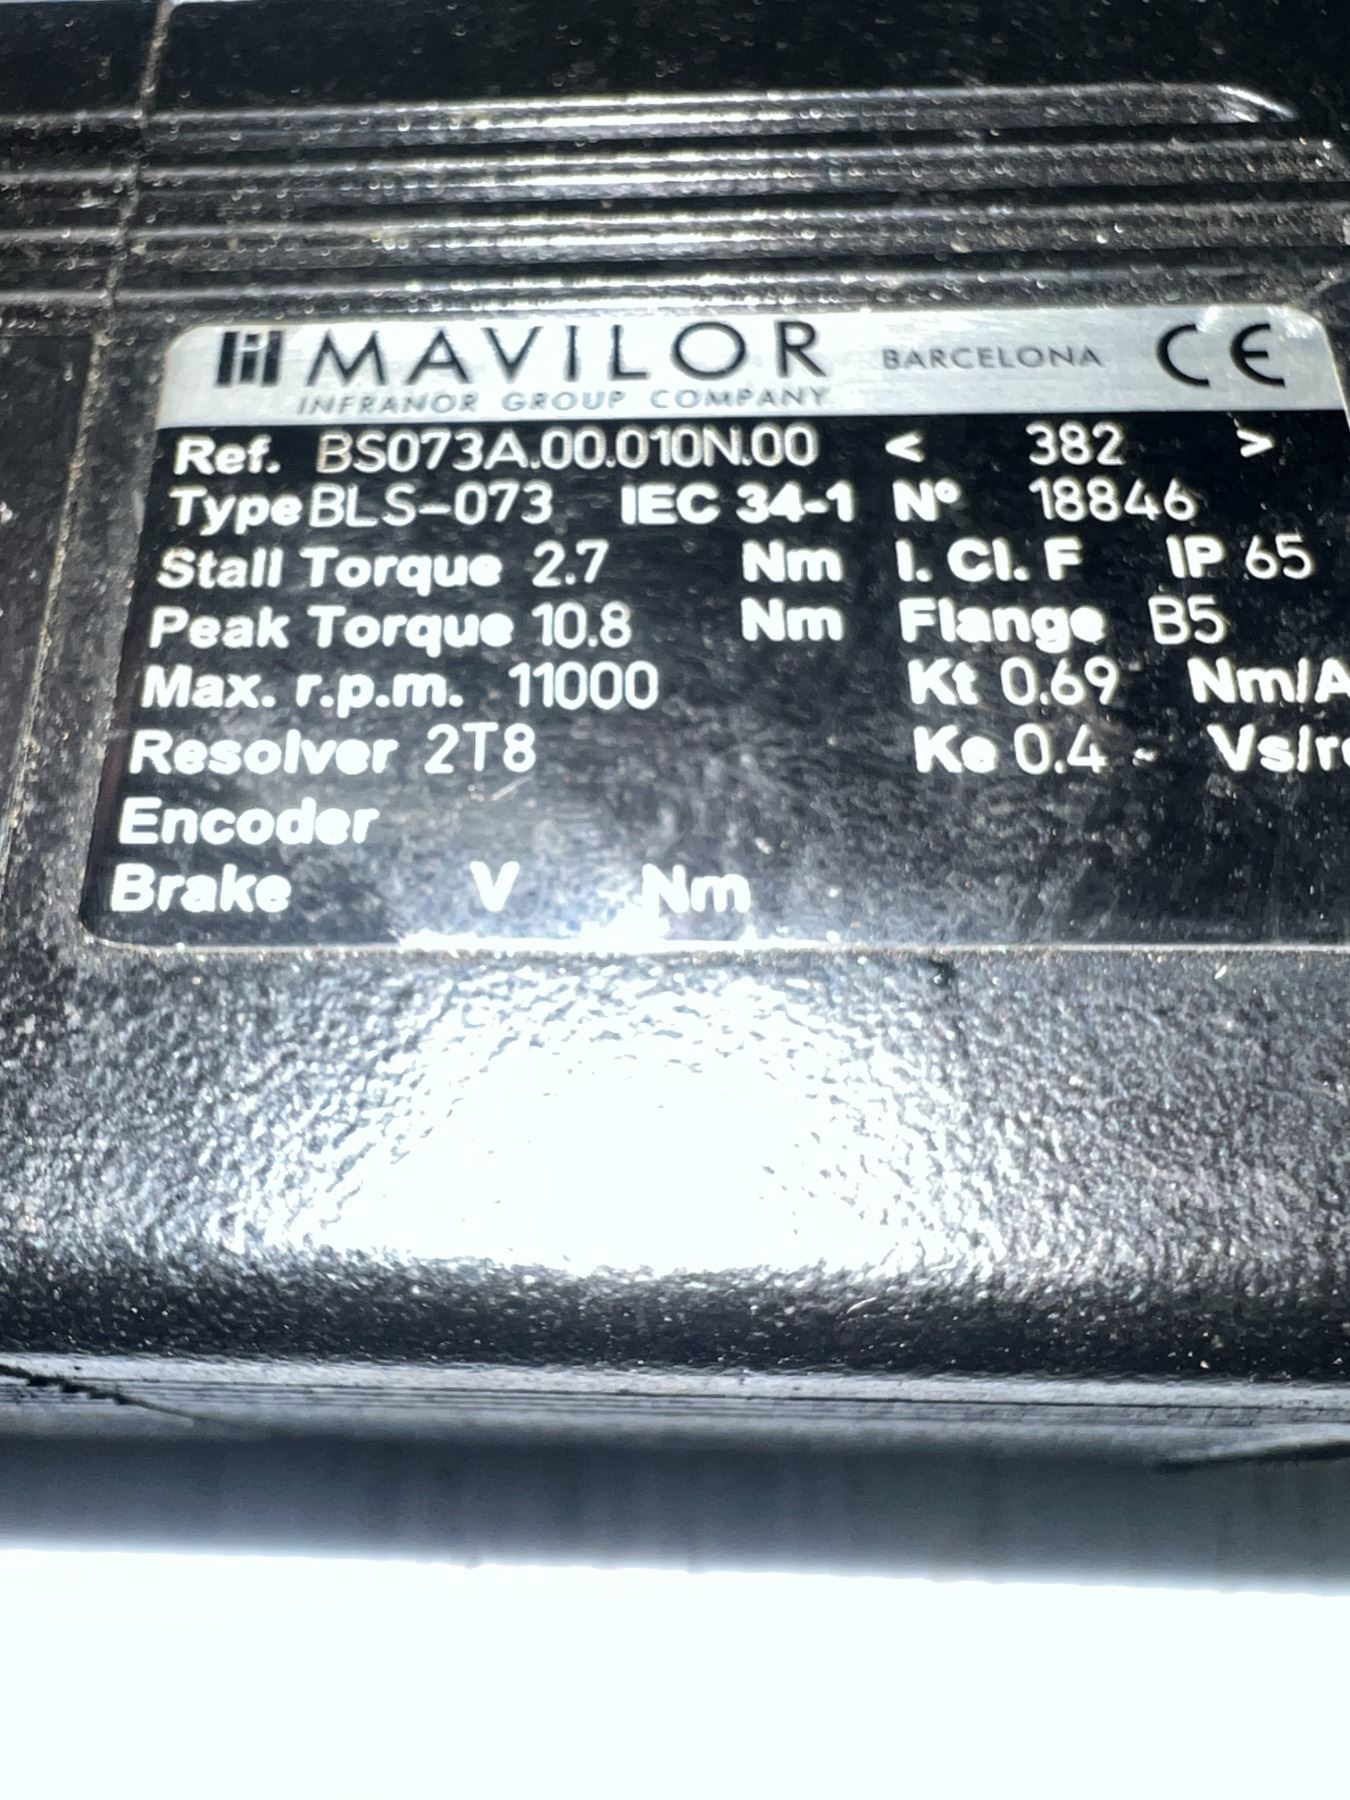 MAVILOR BARCELONA CE
INFRANOR GROUP COMPANY
Ref. BS073A.00.010N.00 < 382 >
Type BLS-073 IEC 34-1 Nº 18846
Stall Torque 2.7 Nm I. Cl. F IP 65
Peak Torque 10.8 Nm Flange B5
Max. r.p.m. 11000 Kt 0.69 Nm/A
Resolver 2T8 Ke 0.4 Vs/r
Encoder
Brake V Nm